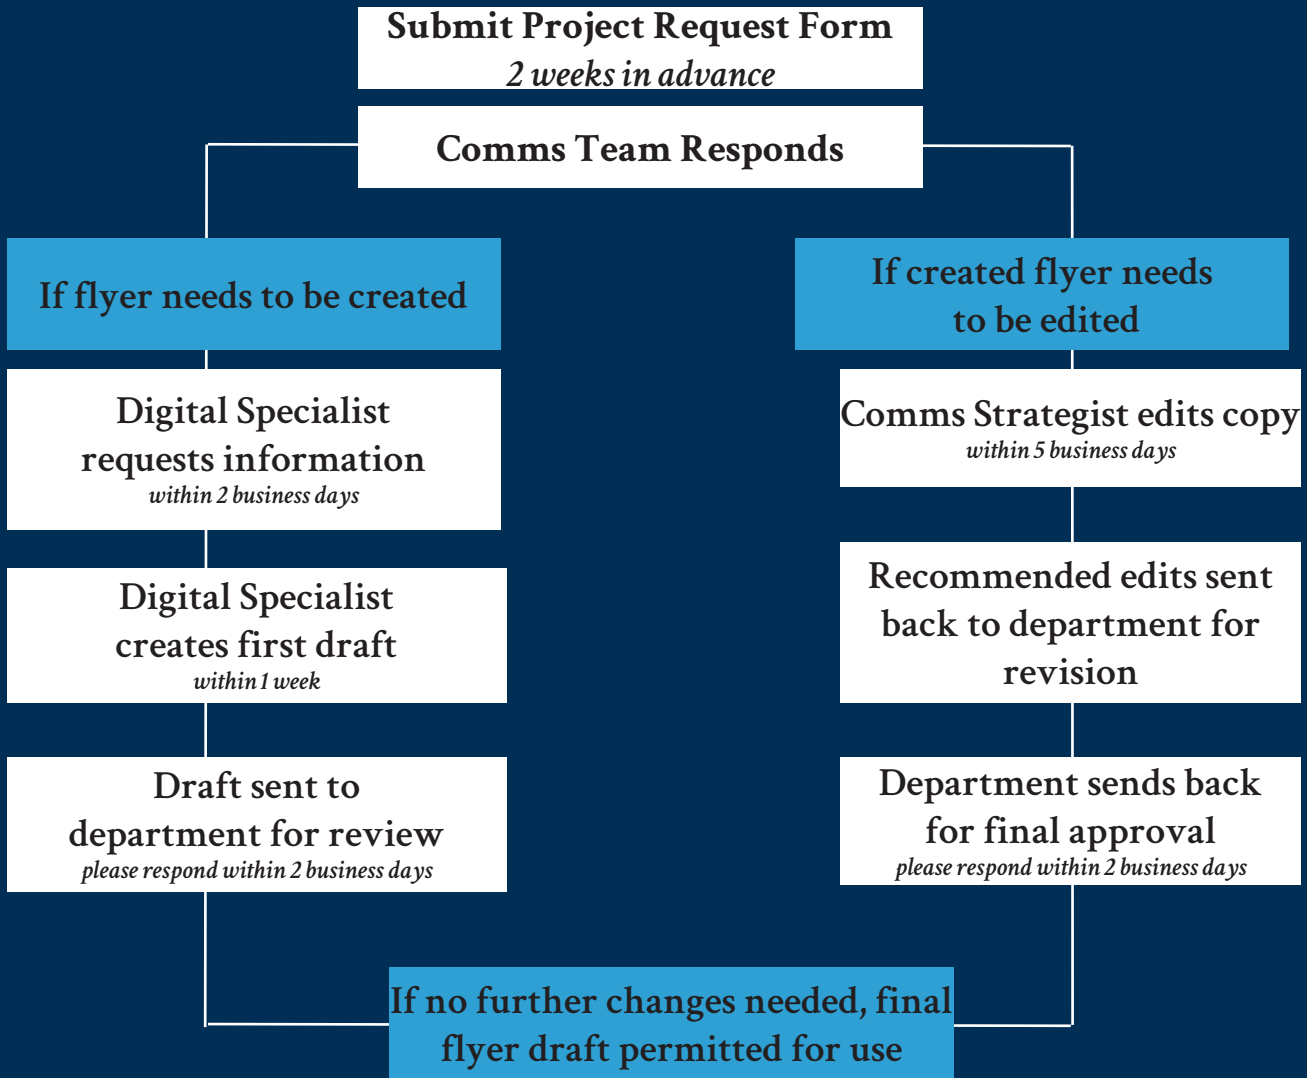 Submit Project Request Form
2 weeks in advance
Comms Team Responds
If flyer needs to be created
Digital Specialist
requests information
within 2 business days
Digital Specialist
creates first draft
within 1 week
Draft sent to
department for review
please respond within 2 business days
If created flyer needs
to be edited
Comms Strategist edits copy
within 5 business days
Recommended edits sent
back to department for
revision
Department sends back
for final approval
please respond within 2 business days
If no further changes needed, final
flyer draft permitted for use